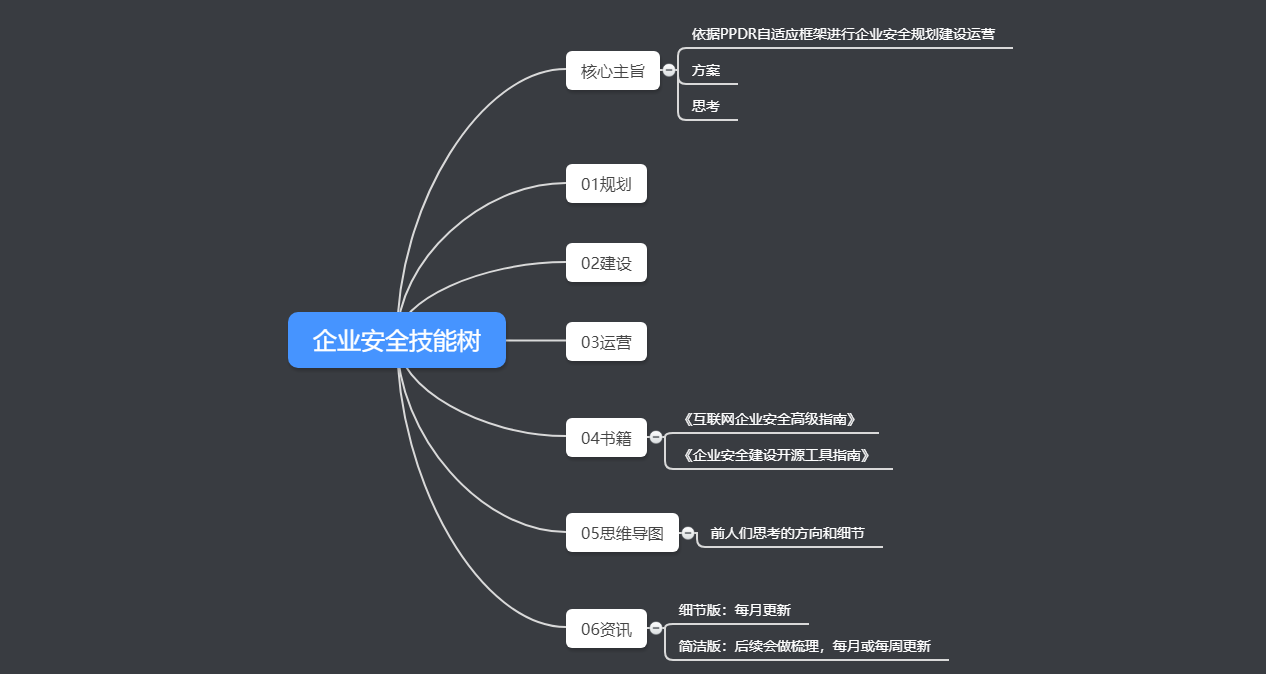 依据PPDR自适应框架进行企业安全规划建设运营
核心主旨
方案
思考
01规划
02建设
03运营
企业安全技能树
04书籍
《互联网企业安全高级指南》
《企业安全建设开源工具指南》
05思维导图
前人们思考的方向和细节
06资讯
细节版：每月更新
简洁版：后续会做梳理，每月或每周更新